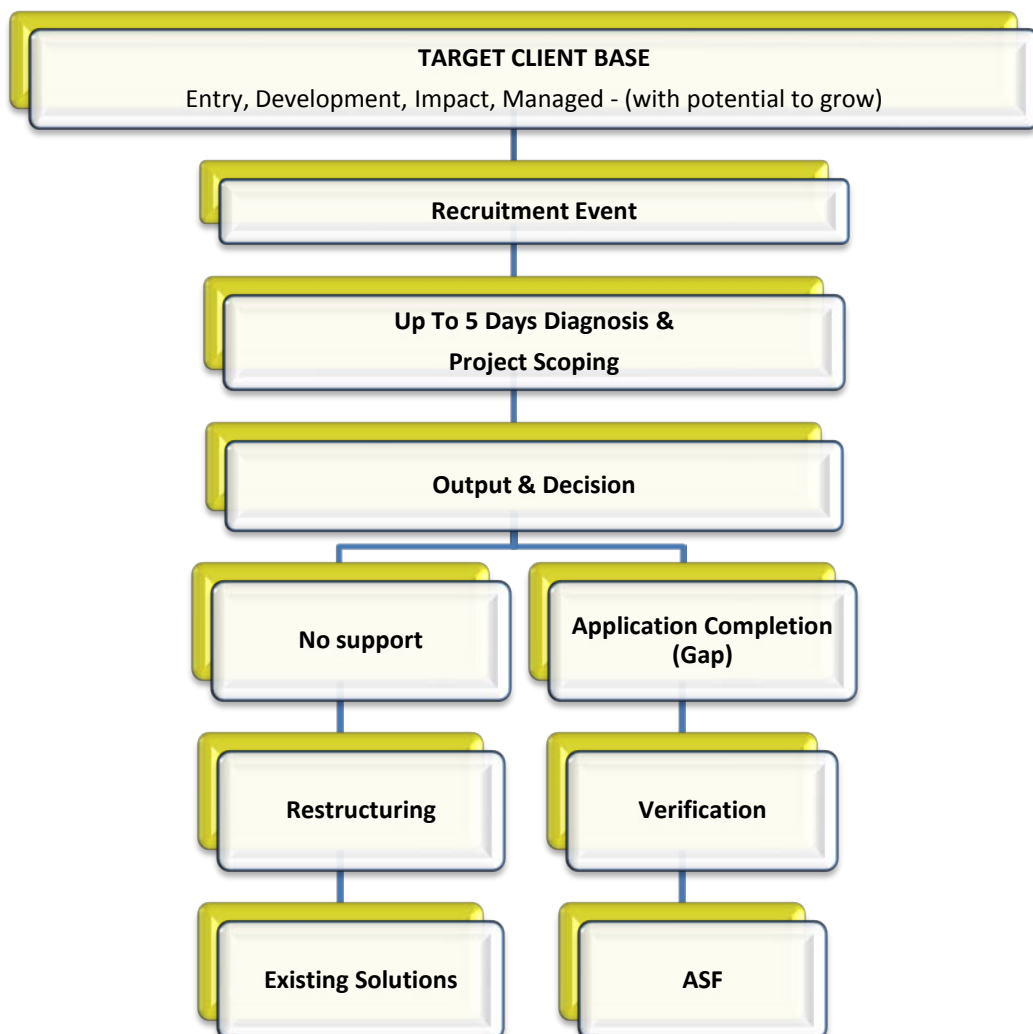 TARGET CLIENT BASE
Entry, Development, Impact, Managed - (with potential to grow)
Recruitment Event
Up To 5 Days Diagnosis &
Project Scoping
Output & Decision
No support
Application Completion
(Gap)
Restructuring
Verification
Existing Solutions
ASF